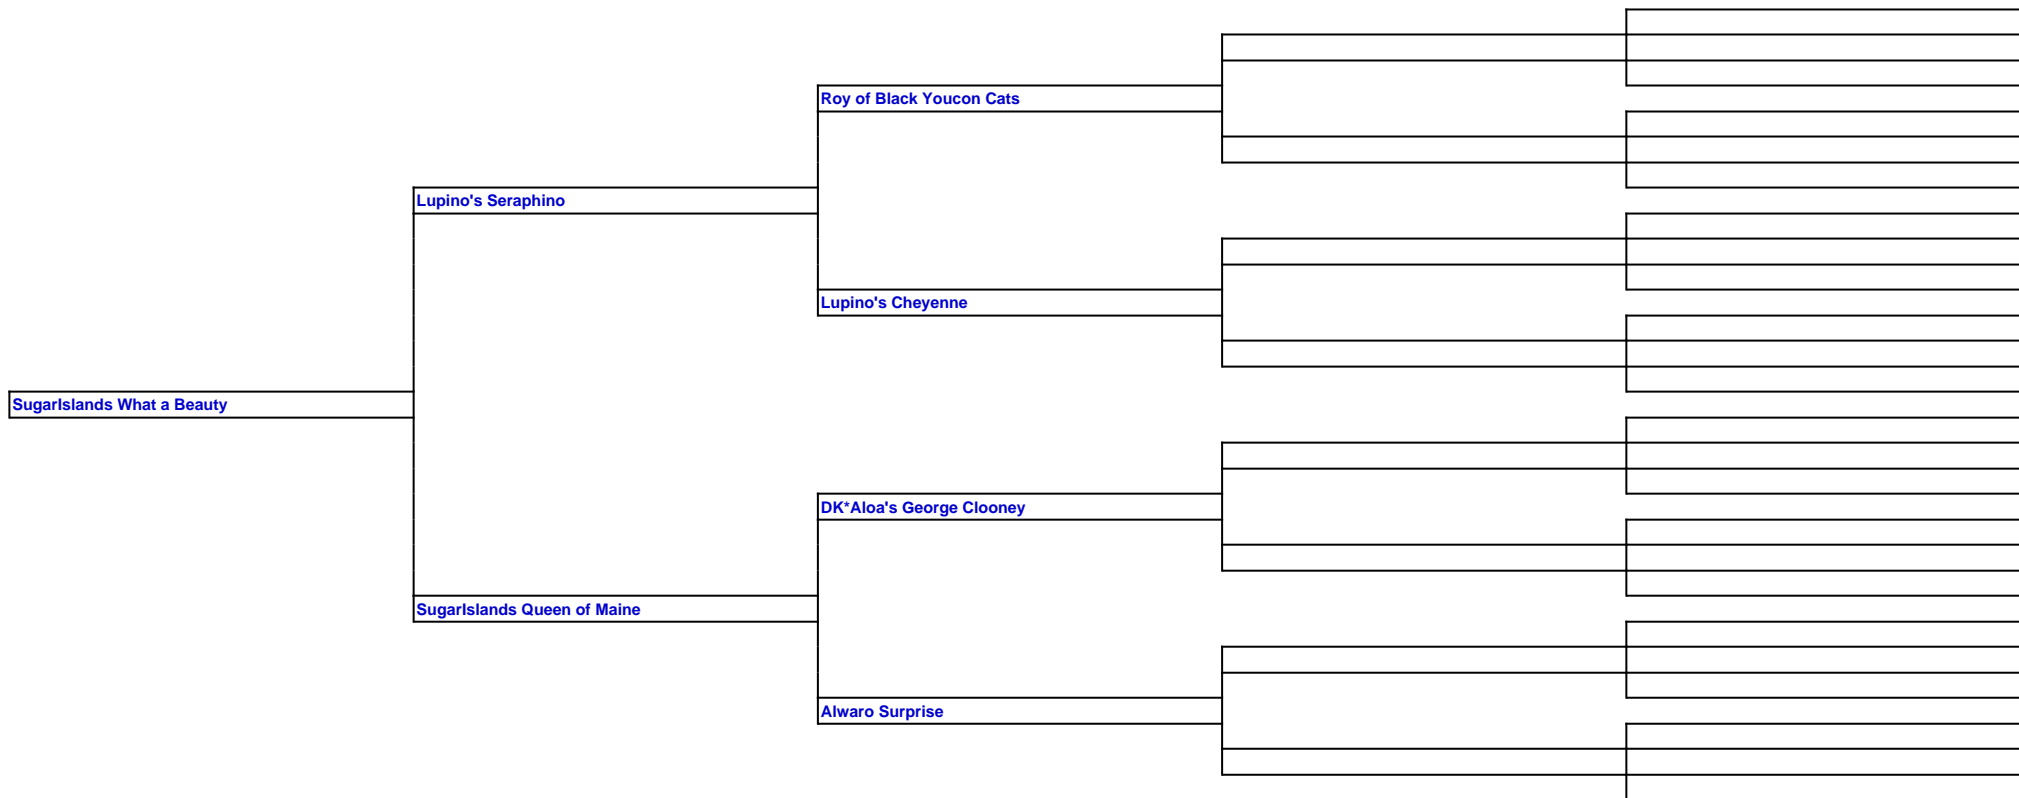 Roy of Black Youcon Cats
Lupino's Seraphino
Lupino's Cheyenne
SugarIslands What a Beauty
DK*Aloa's George Clooney
SugarIslands Queen of Maine
Alwaro Surprise